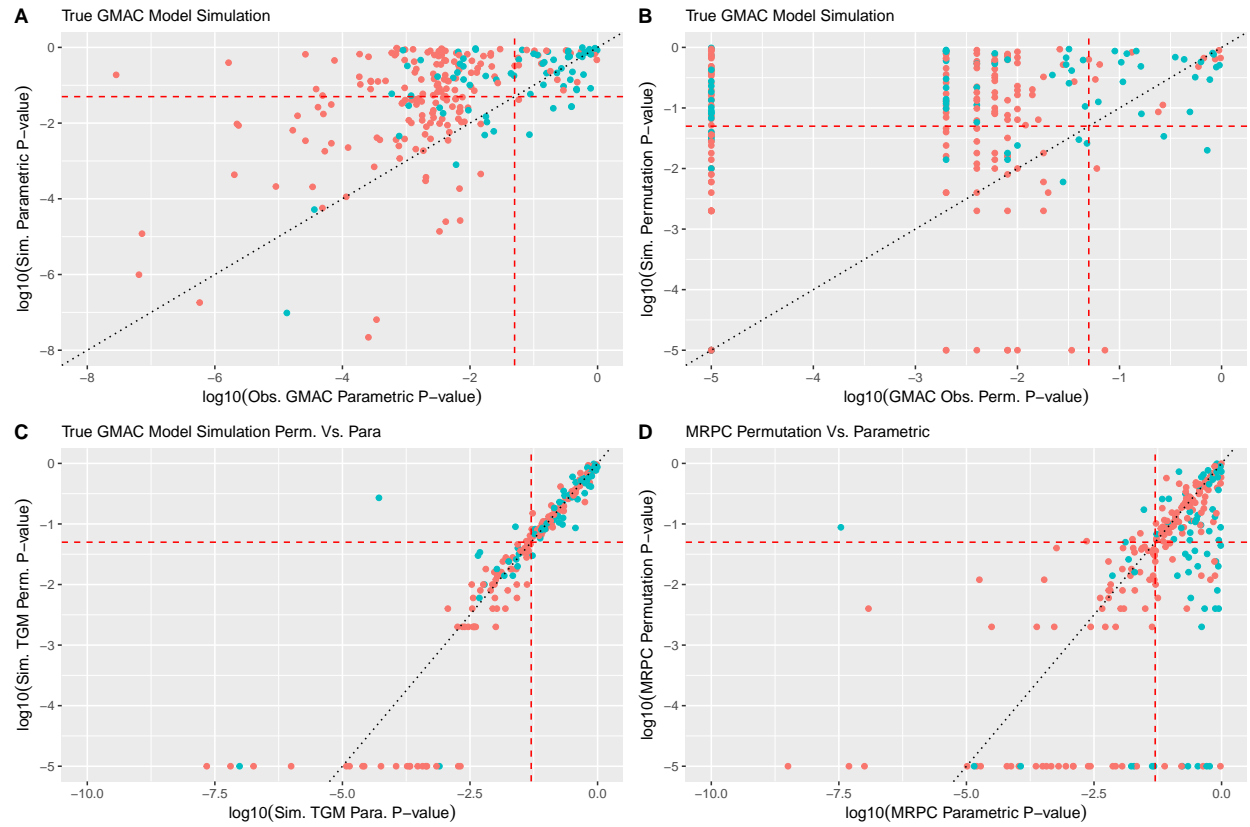 A
True GMAC Model Simulation
log10(Sim. Parametric P−value)
0
−2
−4
−6
−8
−8
−6
−4
−2
0
log10(Obs. GMAC Parametric P−value)
B
True GMAC Model Simulation
log10(Sim. Permutation P−value)
0
−1
−2
−3
−4
−5
−5
−4
−3
−2
−1
0
log10(GMAC Obs. Perm. P−value)
C
True GMAC Model Simulation Perm. Vs. Para
log10(Sim. TGM Perm. P−value)
0
−1
−2
−3
−4
−5
−10.0
−7.5
−5.0
−2.5
0.0
log10(Sim. TGM Para. P−value)
D
MRPC Permutation Vs. Parametric
log10(MRPC Permutation P−value)
0
−1
−2
−3
−4
−5
−10.0
−7.5
−5.0
−2.5
0.0
log10(MRPC Parametric P−value)